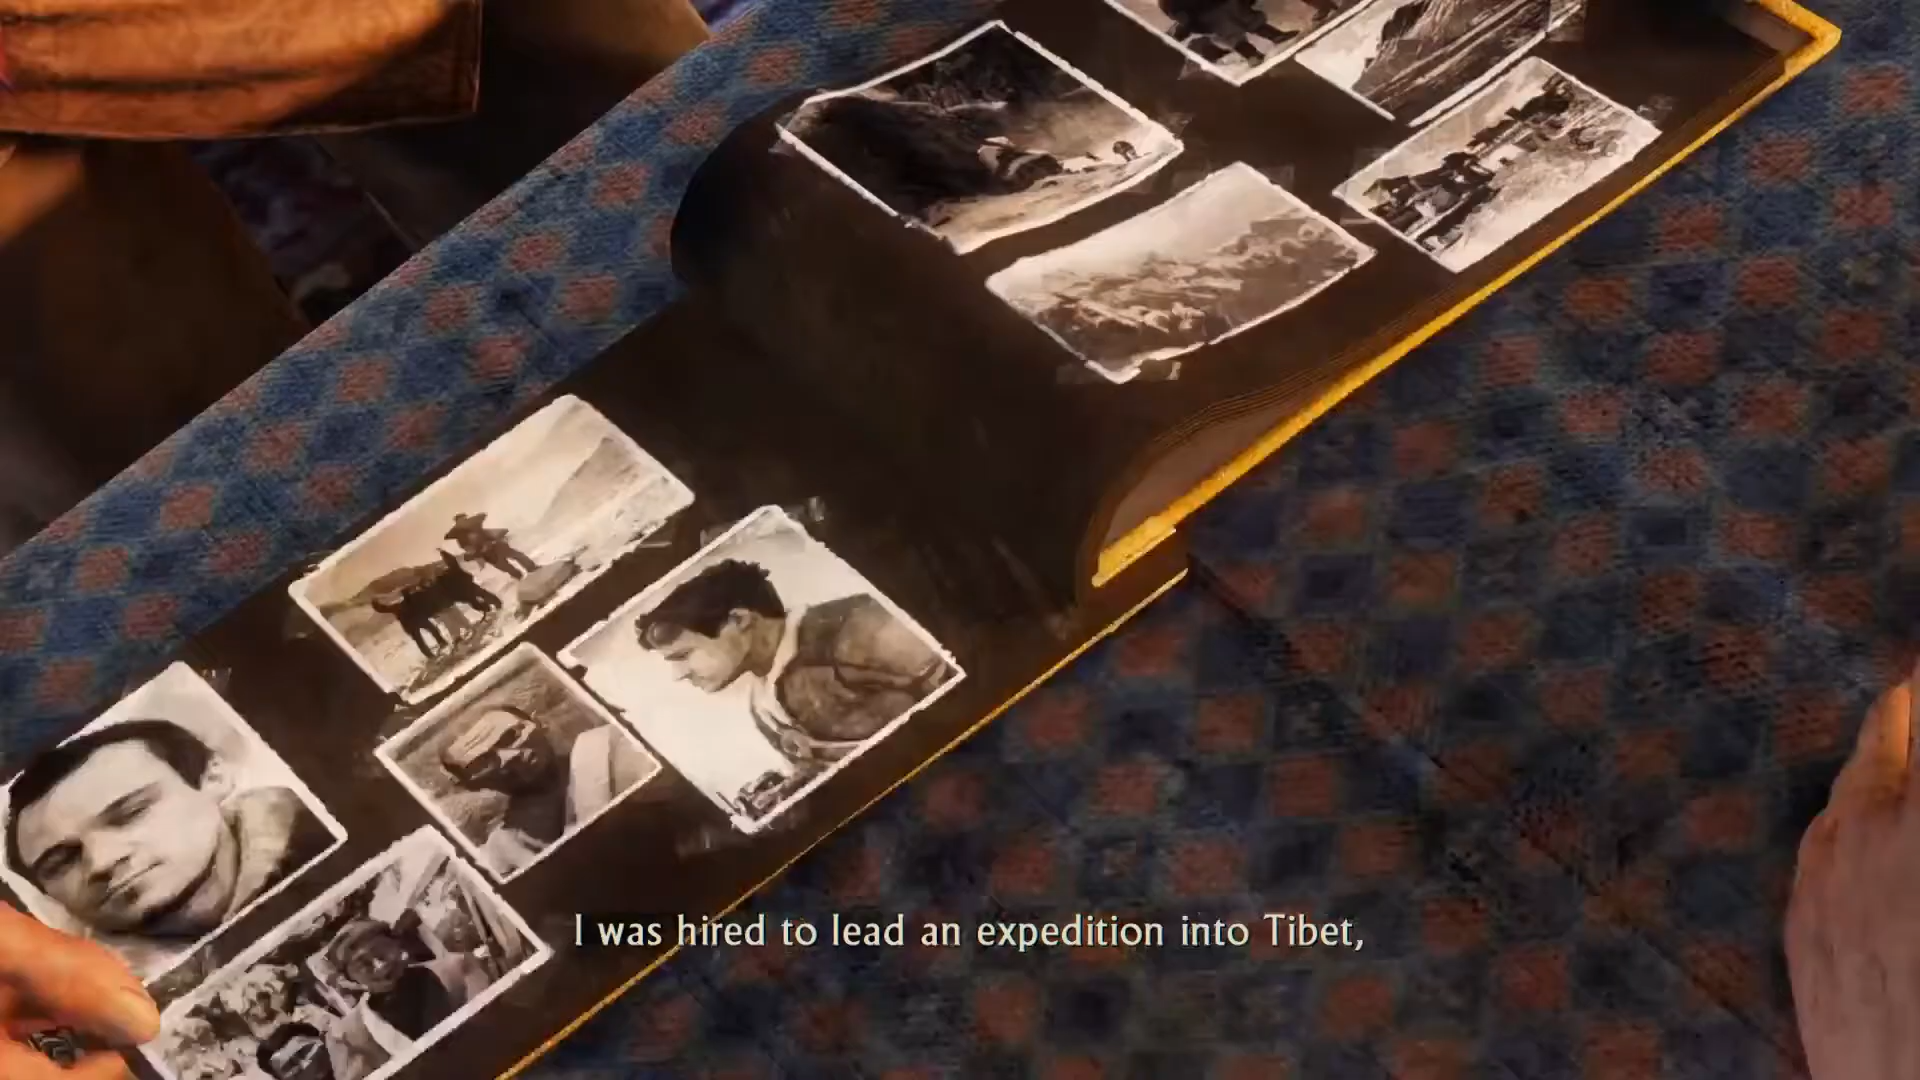 I was hired to lead an expedition into Tibet,